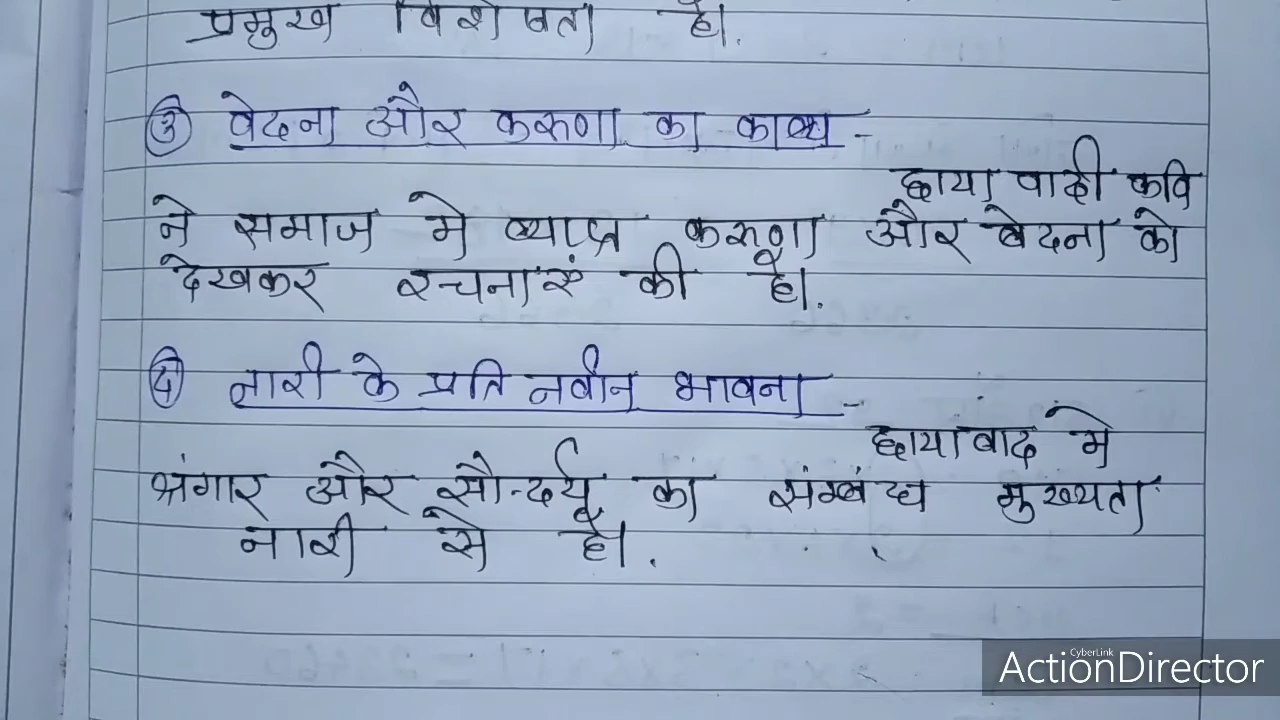 प्रमुख विशेषता है।
③ वेदना और करुणा का काव्य -
छायावादी कवि
ने समाज मे व्याप्त करुणा और वेदना को
देखकर रचनाएं की है।
④ नारी के प्रति नवीन भावना -
छायावाद मे
श्रंगार और सौन्दर्य का संम्बंध मुख्यता
नारी से है।
CyberLink
ActionDirector